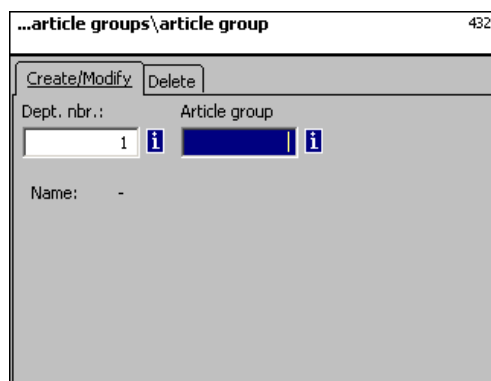 ...article groups\article group 432
Create/Modify Delete
Dept. nbr.: Article group
1 i i
Name: -